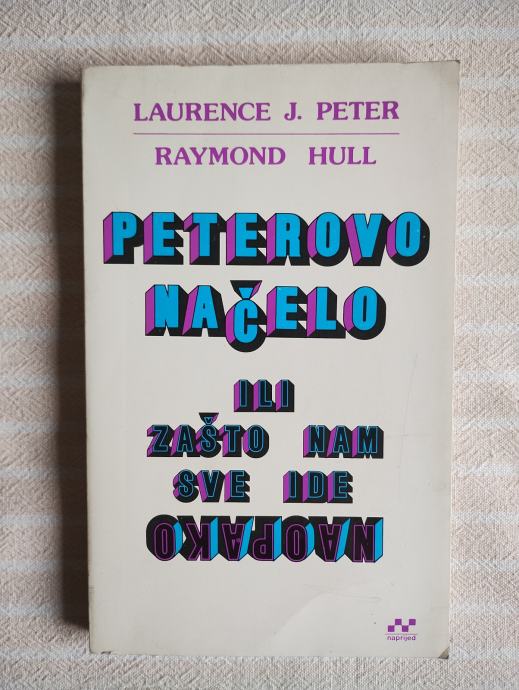 LAURENCE J. PETER
RAYMOND HULL
PETEROVO
NAČELO
ILI
ZAŠTO NAM
SVE IDE
NAOPAKO
naprijed